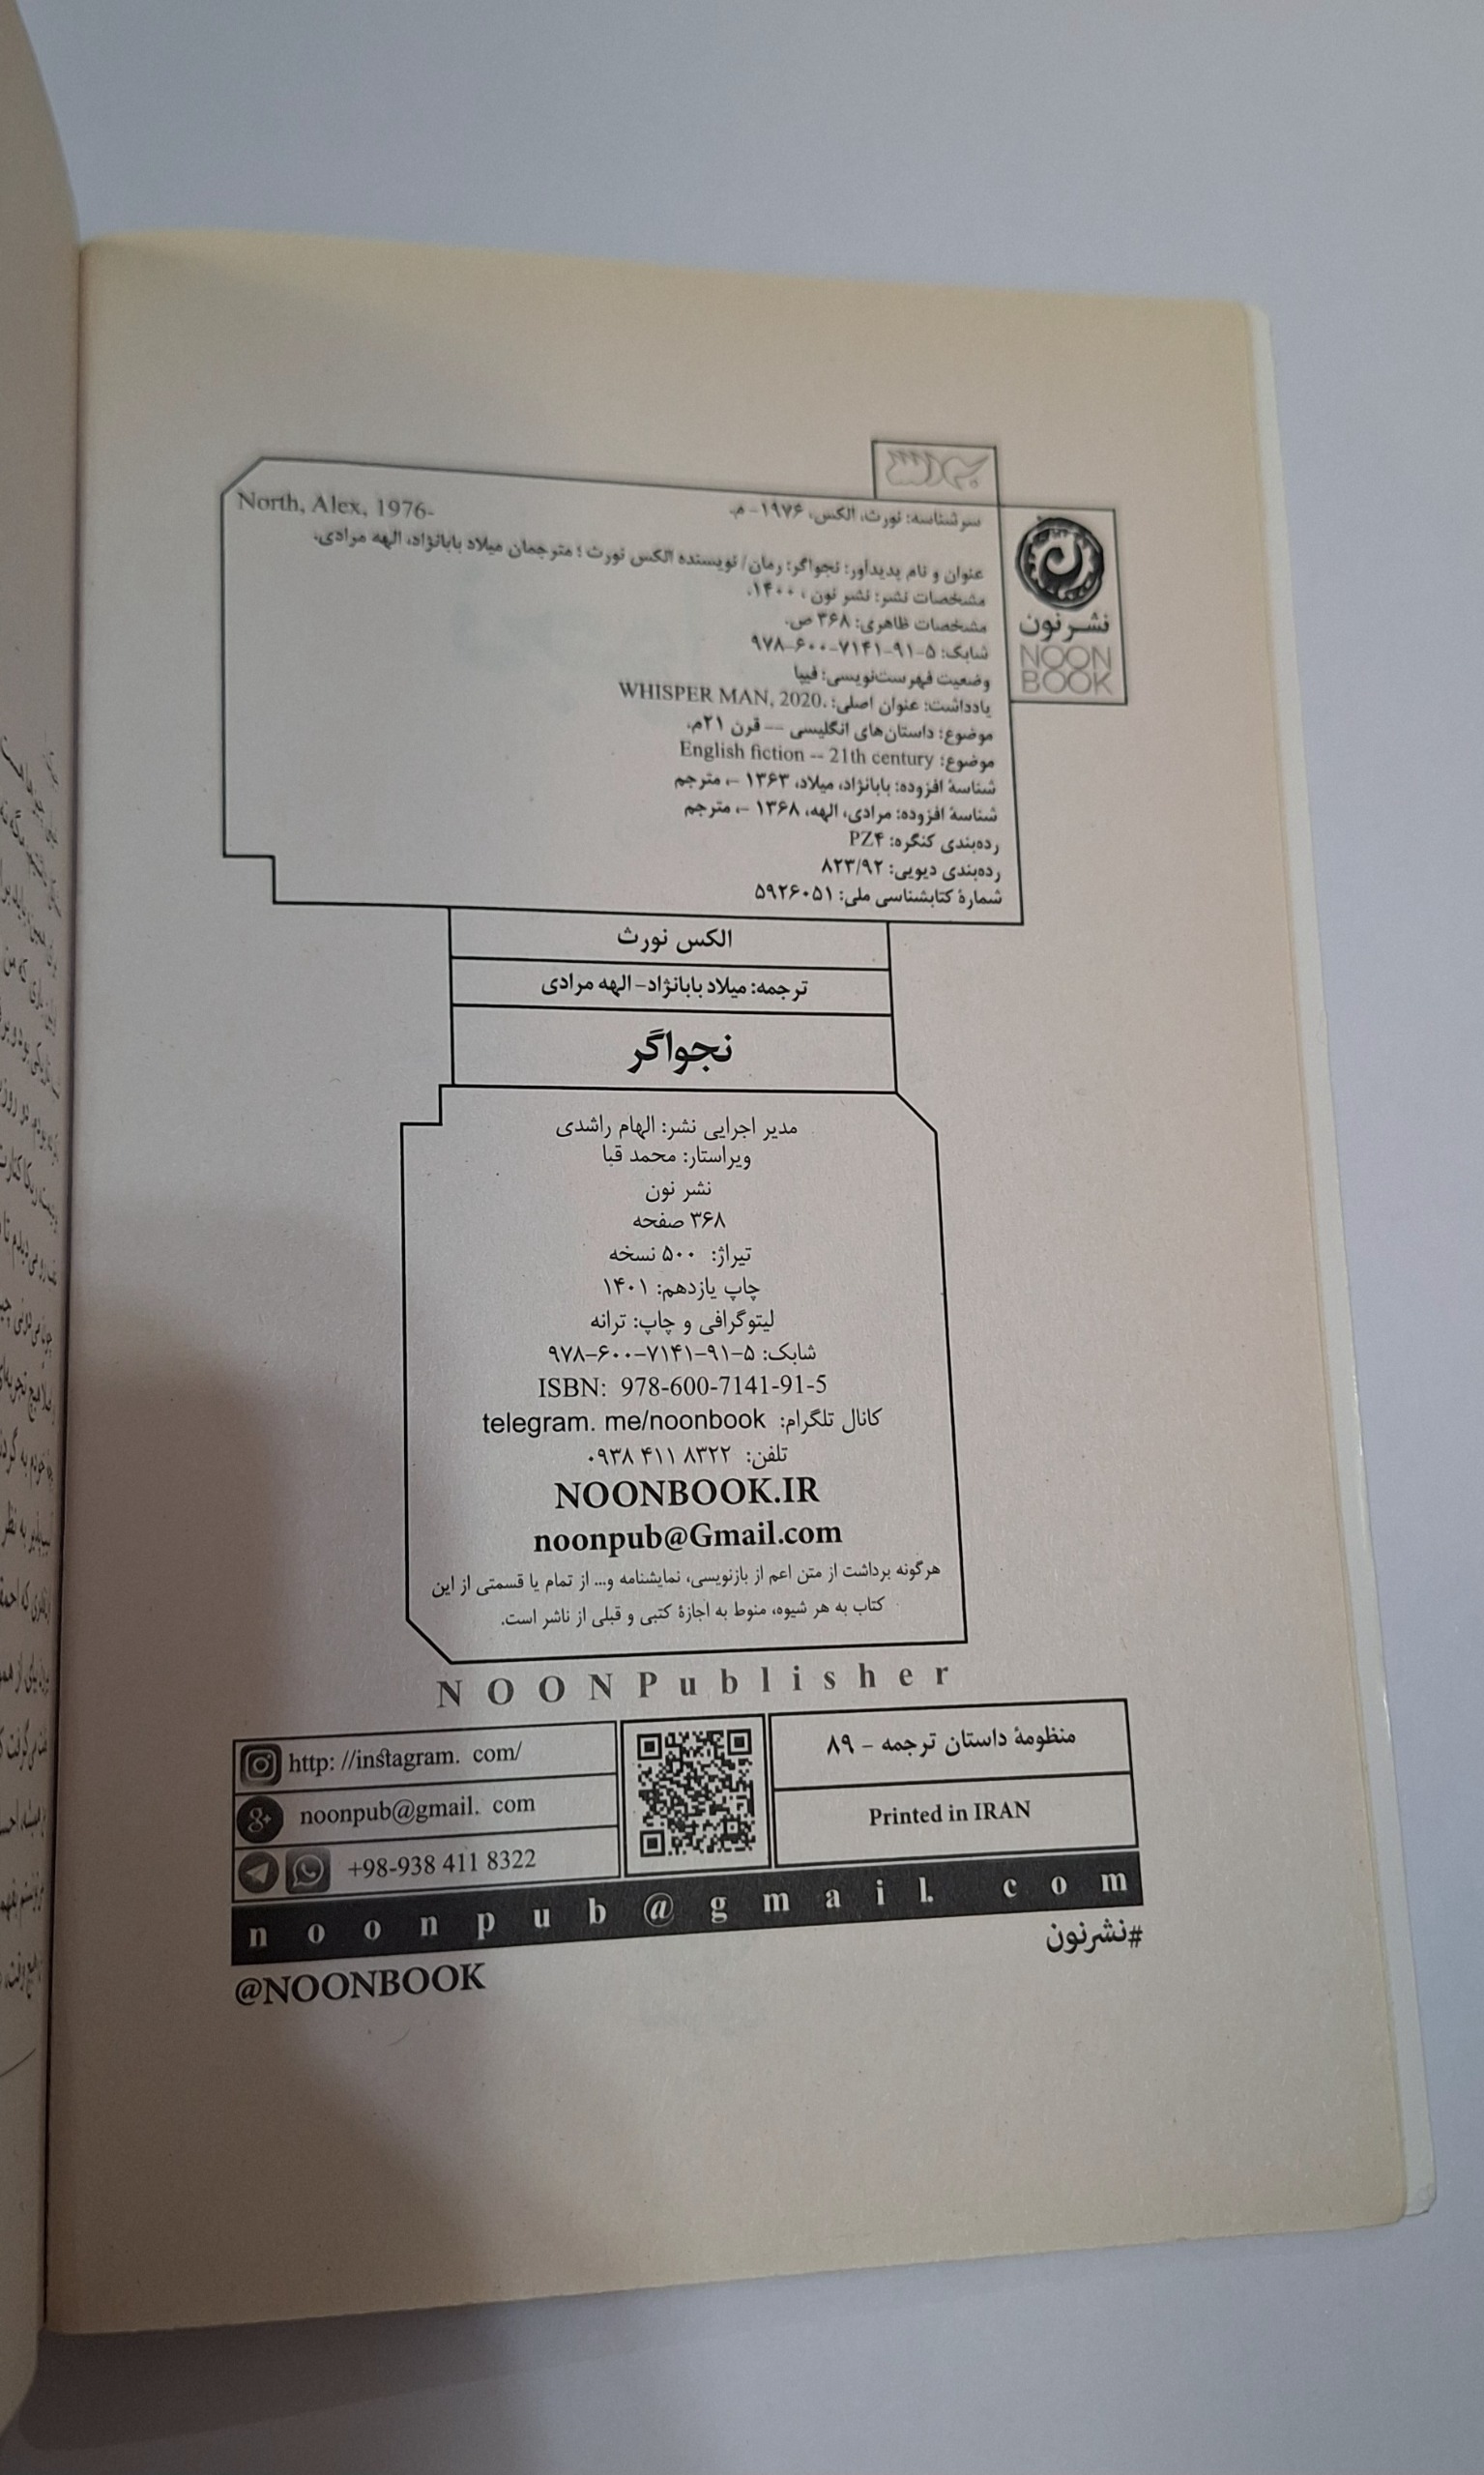 سرشناسه: نورث، الکس، ۱۹۷۶- م. North, Alex, 1976-
عنوان و نام پدیدآور: نجواگر: رمان/ نویسنده الکس نورث ؛ مترجمان میلاد بابانژاد، الهه مرادی.
مشخصات نشر: نشر نون ، ۱۴۰۰.
مشخصات ظاهری: ۳۶۸ ص.
شابک: ۵-۹۱-۷۱۴۱-۶۰۰-۹۷۸
وضعیت فهرست‌نویسی: فیپا
یادداشت: عنوان اصلی: WHISPER MAN, 2020.
موضوع: داستان‌های انگلیسی -- قرن ۲۱م.
موضوع: English fiction -- 21th century
شناسهٔ افزوده: بابانژاد، میلاد، ۱۳۶۳ -، مترجم
شناسهٔ افزوده: مرادی، الهه، ۱۳۶۸ -، مترجم
رده‌بندی کنگره: PZ۴
رده‌بندی دیویی: ۸۲۳/۹۲
شمارهٔ کتابشناسی ملی: ۵۹۲۶۰۵۱
نشر نون
NOON
BOOK
الکس نورث
ترجمه: میلاد بابانژاد- الهه مرادی
نجواگر
مدیر اجرایی نشر: الهام راشدی
ویراستار: محمد قبا
نشر نون
۳۶۸ صفحه
تیراژ: ۵۰۰ نسخه
چاپ یازدهم: ۱۴۰۱
لیتوگرافی و چاپ: ترانه
شابک: ۵-۹۱-۷۱۴۱-۶۰۰-۹۷۸
ISBN: 978-600-7141-91-5
کانال تلگرام: telegram. me/noonbook
تلفن: ۰۹۳۸ ۴۱۱ ۸۳۲۲
NOONBOOK.IR
noonpub@Gmail.com
هرگونه برداشت از متن اعم از بازنویسی، نمایشنامه و... از تمام یا قسمتی از این
کتاب به هر شیوه، منوط به اجازهٔ کتبی و قبلی از ناشر است.
NOONPublisher
http: //instagram. com/
noonpub@gmail. com
+98-938 411 8322
منظومهٔ داستان ترجمه - ۸۹
Printed in IRAN
noonpub@gmail. com
#نشرنون
@NOONBOOK